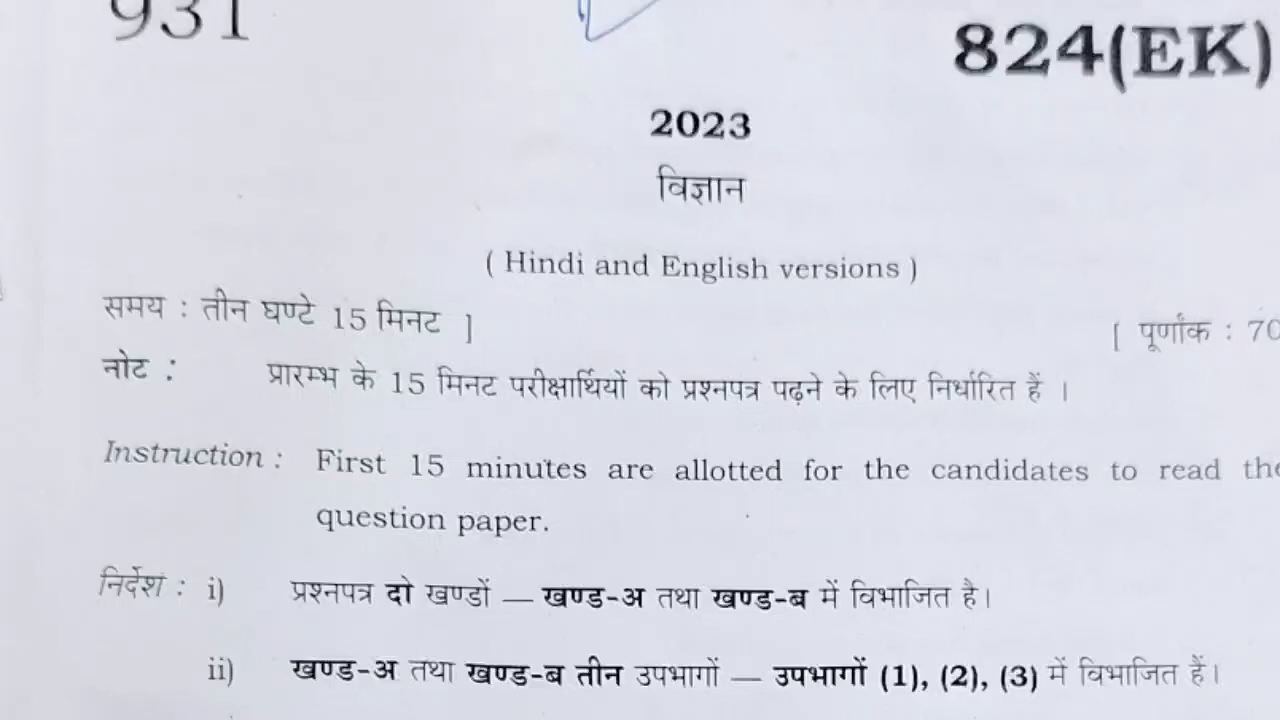 931
824(EK)
2023
विज्ञान
( Hindi and English versions )
समय : तीन घण्टे 15 मिनट ]
[ पूर्णांक : 70
नोट : प्रारम्भ के 15 मिनट परीक्षार्थियों को प्रश्नपत्र पढ़ने के लिए निर्धारित हैं ।
Instruction : First 15 minutes are allotted for the candidates to read the
question paper.
निर्देश : i) प्रश्नपत्र दो खण्डों — खण्ड-अ तथा खण्ड-ब में विभाजित है।
ii) खण्ड-अ तथा खण्ड-ब तीन उपभागों — उपभागों (1), (2), (3) में विभाजित हैं।